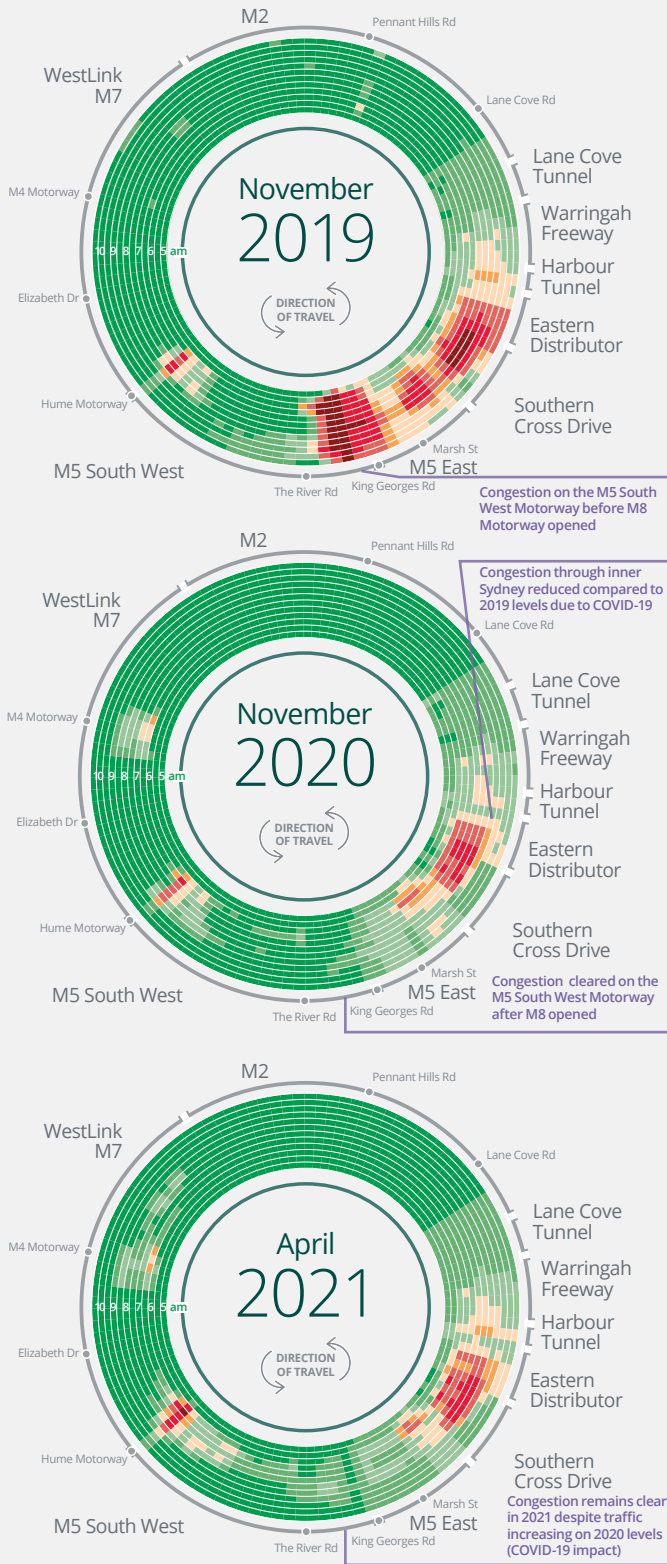 M2
Pennant Hills Rd
WestLink
M7
Lane Cove Rd
Lane Cove
Tunnel
M4 Motorway
November
2019
Warringah
Freeway
10 9 8 7 6 5 am
Harbour
Tunnel
Elizabeth Dr
DIRECTION
OF TRAVEL
Eastern
Distributor
Hume Motorway
Southern
Cross Drive
Marsh St
M5 South West
M5 East
The River Rd
King Georges Rd
Congestion on the M5 South
West Motorway before M8
Motorway opened
M2
Pennant Hills Rd
Congestion through inner
Sydney reduced compared to
2019 levels due to COVID-19
WestLink
M7
Lane Cove Rd
Lane Cove
Tunnel
M4 Motorway
November
2020
Warringah
Freeway
10 9 8 7 6 5 am
Harbour
Tunnel
Elizabeth Dr
DIRECTION
OF TRAVEL
Eastern
Distributor
Hume Motorway
Southern
Cross Drive
Marsh St
M5 South West
M5 East
Congestion cleared on the
M5 South West Motorway
after M8 opened
The River Rd
King Georges Rd
M2
Pennant Hills Rd
WestLink
M7
Lane Cove Rd
Lane Cove
Tunnel
M4 Motorway
April
2021
Warringah
Freeway
10 9 8 7 6 5 am
Harbour
Tunnel
Elizabeth Dr
DIRECTION
OF TRAVEL
Eastern
Distributor
Hume Motorway
Southern
Cross Drive
Marsh St
M5 South West
M5 East
The River Rd
King Georges Rd
Congestion remains clear
in 2021 despite traffic
increasing on 2020 levels
(COVID-19 impact)